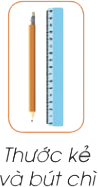 Thước kẻ
và bút chì